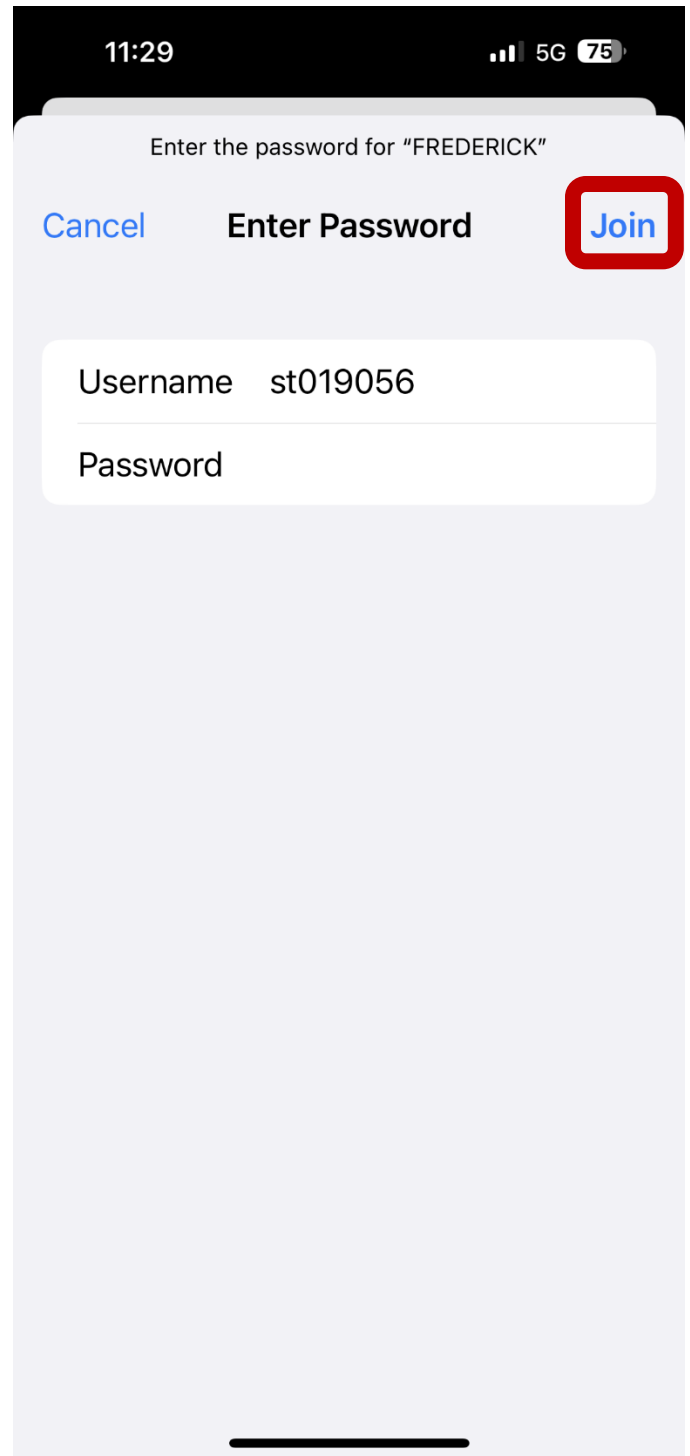 11:29 5G 75
Enter the password for “FREDERICK”
Cancel Enter Password Join
Username st019056
Password